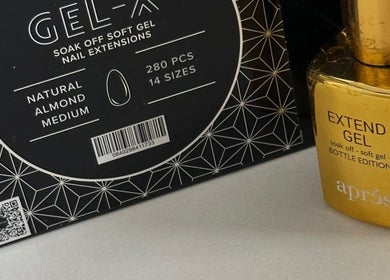 GEL-X
SOAK OFF SOFT GEL
NAIL EXTENSIONS
NATURAL
ALMOND
MEDIUM
280 PCS
14 SIZES
EXTEND
GEL
soak off - soft gel
BOTTLE EDITION
aprés